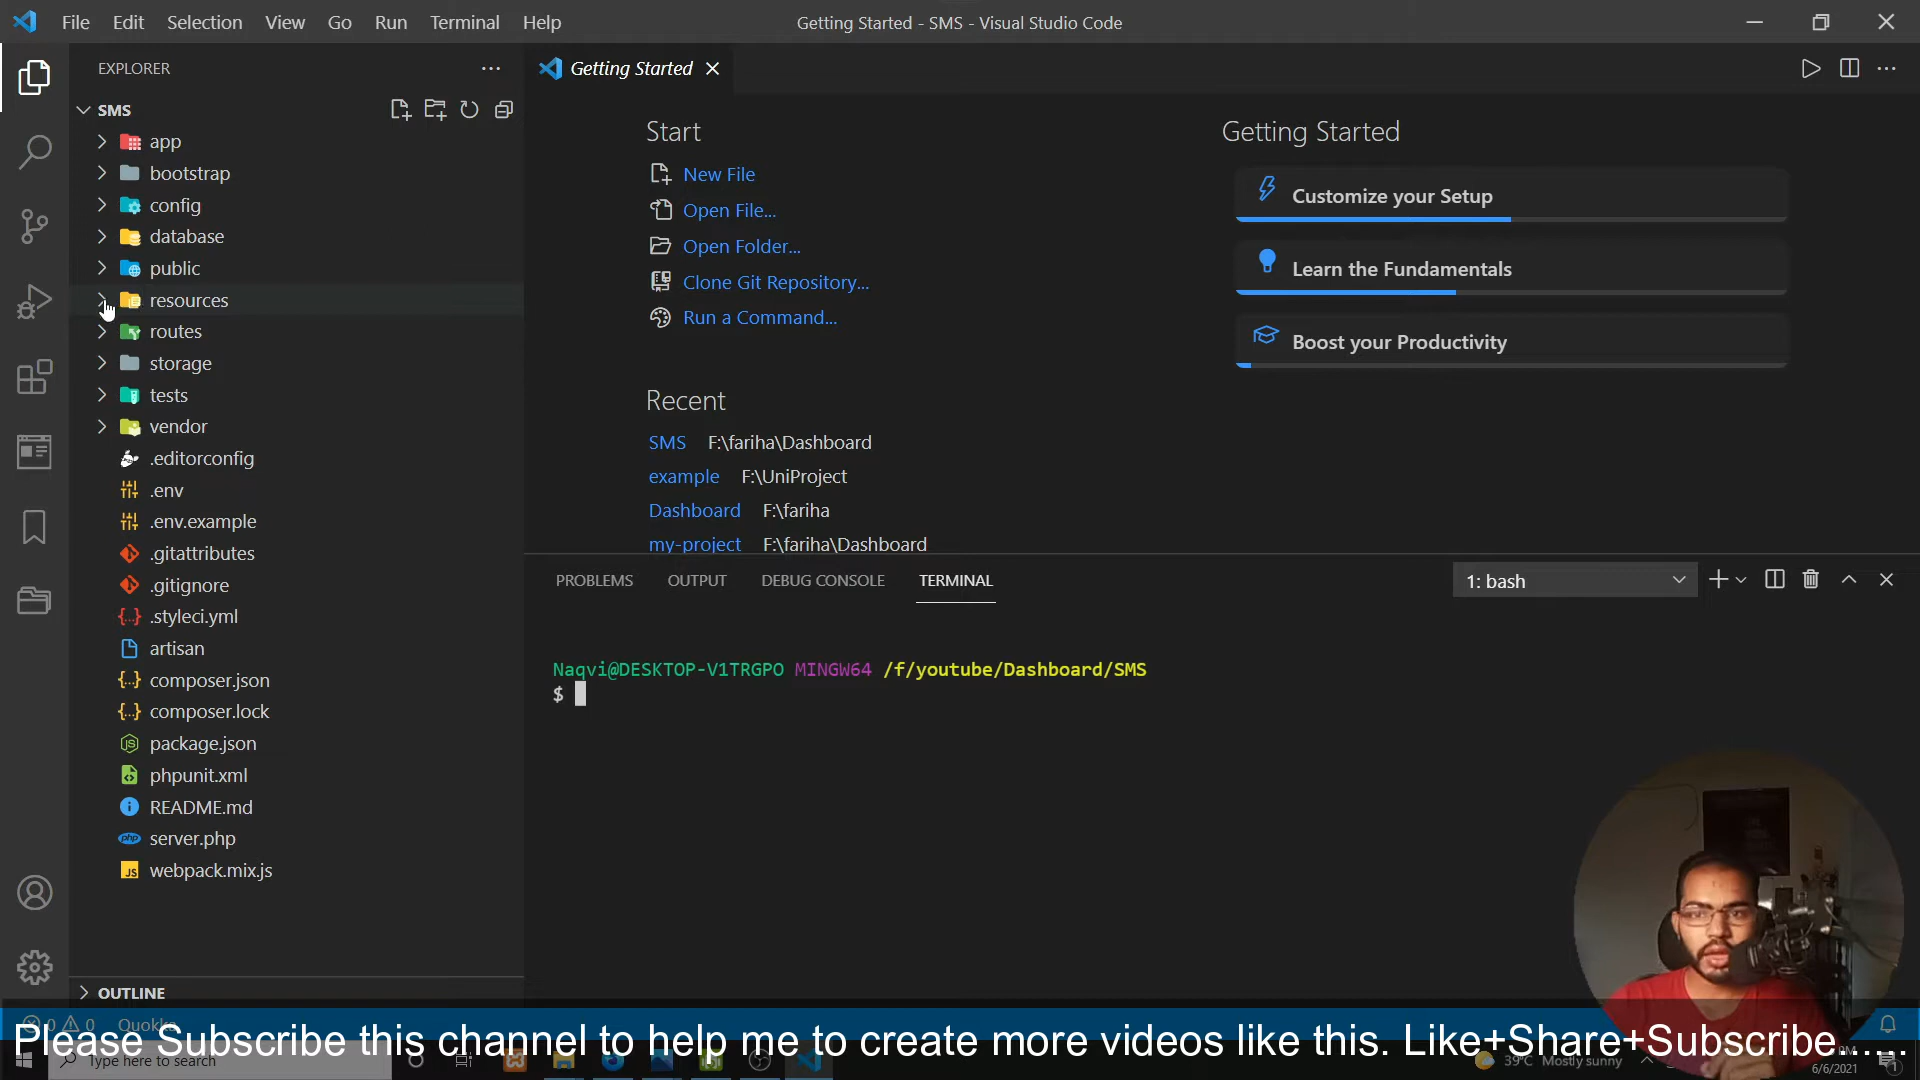 File Edit Selection View Go Run Terminal Help
Getting Started - SMS - Visual Studio Code
EXPLORER
SMS
app
bootstrap
config
database
public
resources
routes
storage
tests
vendor
.editorconfig
.env
.env.example
.gitattributes
.gitignore
.styleci.yml
artisan
composer.json
composer.lock
package.json
phpunit.xml
README.md
server.php
webpack.mix.js
OUTLINE
Getting Started
Start
New File
Open File...
Open Folder...
Clone Git Repository...
Run a Command...
Recent
SMS F:\fariha\Dashboard
example F:\UniProject
Dashboard F:\fariha
my-project F:\fariha\Dashboard
Getting Started
Customize your Setup
Learn the Fundamentals
Boost your Productivity
PROBLEMS OUTPUT DEBUG CONSOLE TERMINAL
1: bash
Naqvi@DESKTOP-V1TRGPO MINGW64 /f/youtube/Dashboard/SMS
$
0 0 Quokka
Please Subscribe this channel to help me to create more videos like this. Like+Share+Subscribe......
Type here to search
39°C Mostly sunny
6/6/2021